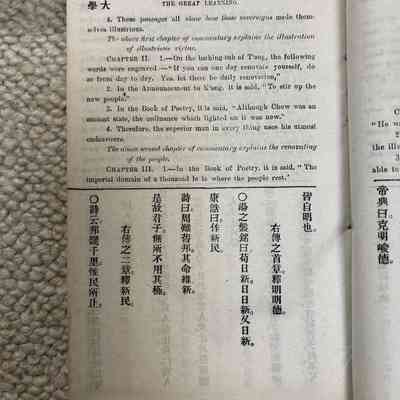 大學
THE GREAT LEARNING.
4. These passages all show how those sovereigns made themselves illustrious.
The above first chapter of commentary explains the illustration
of illustrious virtue.
CHAPTER II. 1.—On the bathing-tub of T'ang, the following
words were engraved:—"If you can one day renovate yourself, do
so from day to day. Yea, let there be daily renovation."
2. In the Announcement to K'ang, it is said, "To stir up the
new people."
3. In the Book of Poetry, it is said, "Although Chow was an
ancient state, the ordinance which lighted on it was new."
4. Therefore, the superior man in every thing uses his utmost
endeavours.
The above second chapter of commentary explains the renovating
of the people.
CHAPTER III. 1.—In the Book of Poetry, it is said, "The
imperial domain of a thousand le is where the people rest."
皆自明也。
右傳之首章釋明明德。
〇湯之盤銘曰苟日新日日新又日新。
康誥曰作新民。
詩曰周雖舊邦其命維新。
是故君子無所不用其極。
右傳之二章釋新民。
〇詩云邦畿千里惟民所止。
"He w
the illu
able to
帝典曰克明峻德。